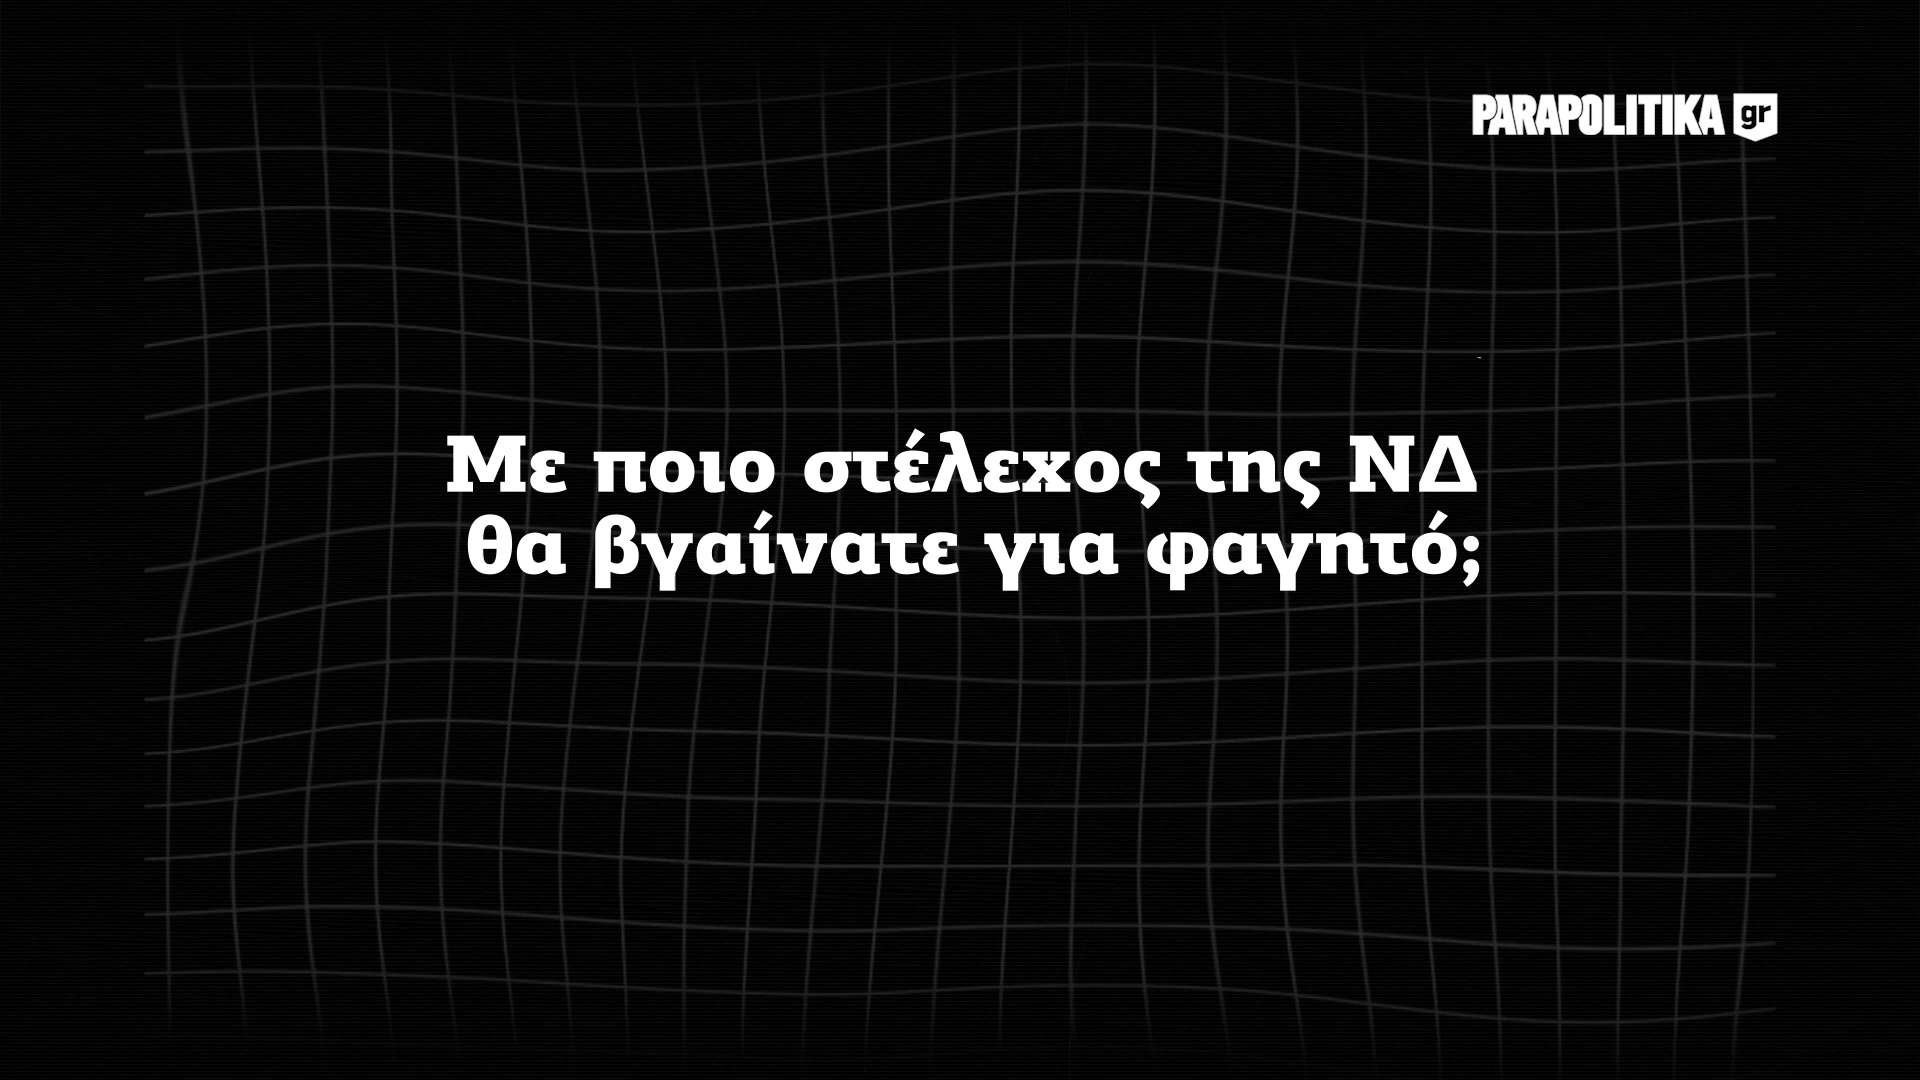 PARAPOLITIKA gr
Με ποιο στέλεχος της ΝΔ
θα βγαίνατε για φαγητό;